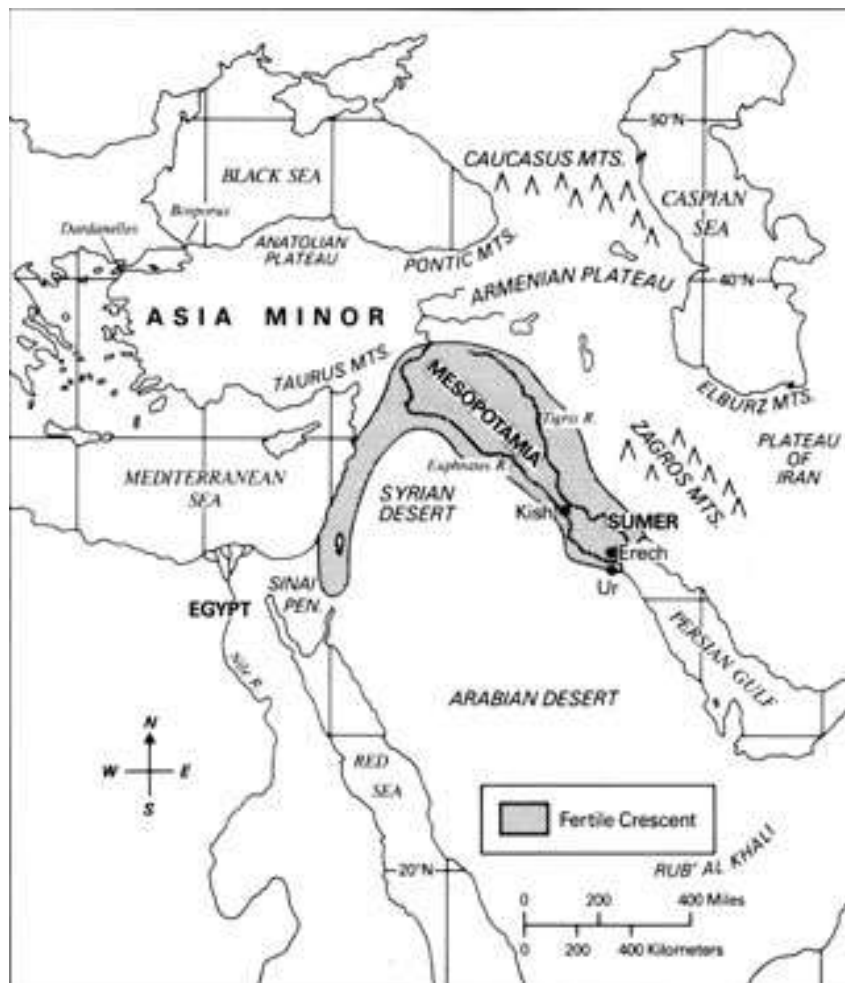 50°N
CAUCASUS MTS.
BLACK SEA
CASPIAN
SEA
Bosporus
Dardanelles
ANATOLIAN
PLATEAU
PONTIC MTS.
40°N
ARMENIAN PLATEAU
ASIA MINOR
TAURUS MTS.
MESOPOTAMIA
ELBURZ MTS.
Tigris R.
ZAGROS MTS.
PLATEAU
OF
IRAN
MEDITERRANEAN
SEA
Euphrates R.
SYRIAN
DESERT
Kish
SUMER
Erech
Ur
SINAI
PEN.
EGYPT
PERSIAN GULF
Nile R.
ARABIAN DESERT
N
W E
S
RED
SEA
Fertile Crescent
RUB' AL KHALI
20°N
0 200 400 Miles
0 200 400 Kilometers